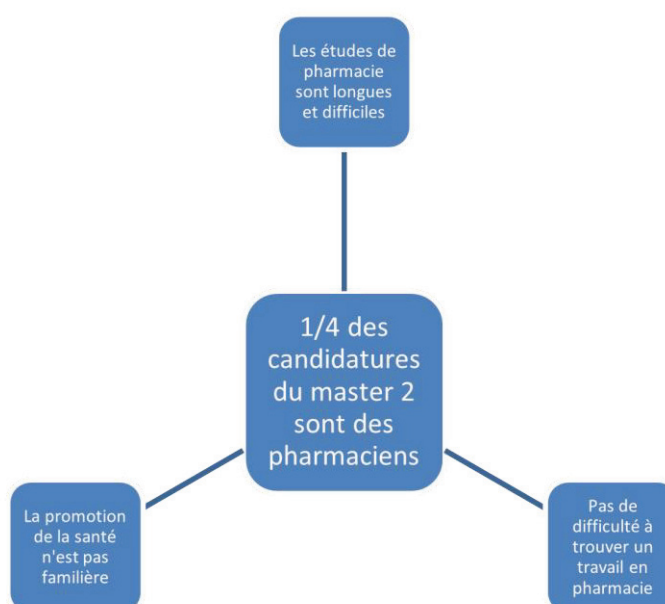 Les études de
pharmacie
sont longues
et difficiles
1/4 des
candidatures
du master 2
sont des
pharmaciens
La promotion
de la santé
n'est pas
familière
Pas de
difficulté à
trouver un
travail en
pharmacie